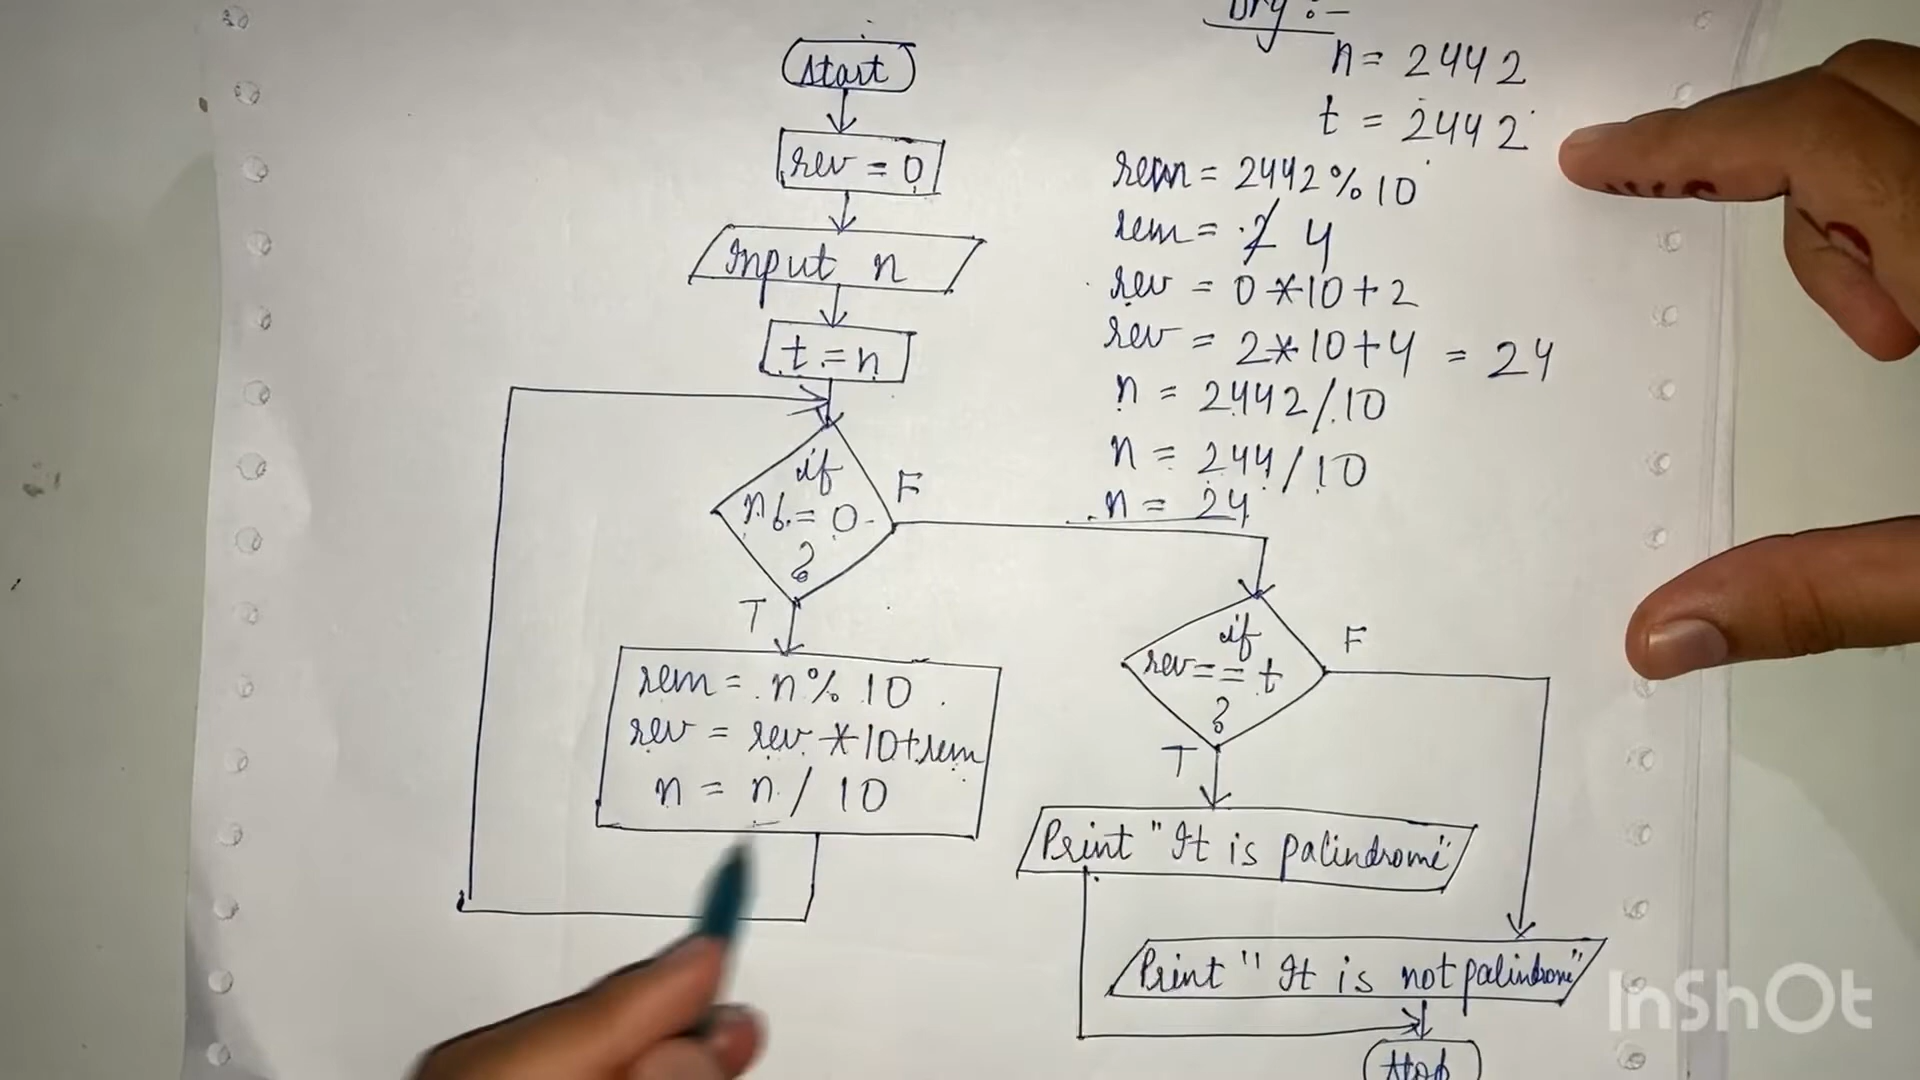 Start
rev = 0
Input n
t = n
if
n != 0
?
F
T
rem = n % 10
rev = rev * 10 + rem
n = n / 10
if
rev == t
?
F
T
Print "It is palindrome"
Print "It is not palindrome"
Stop
Dry :-
n = 2442
t = 2442
rem = 2442 % 10
rem = 2 4
rev = 0 * 10 + 2
rev = 2 * 10 + 4 = 24
n = 2442 / 10
n = 244 / 10
n = 24
InShOt